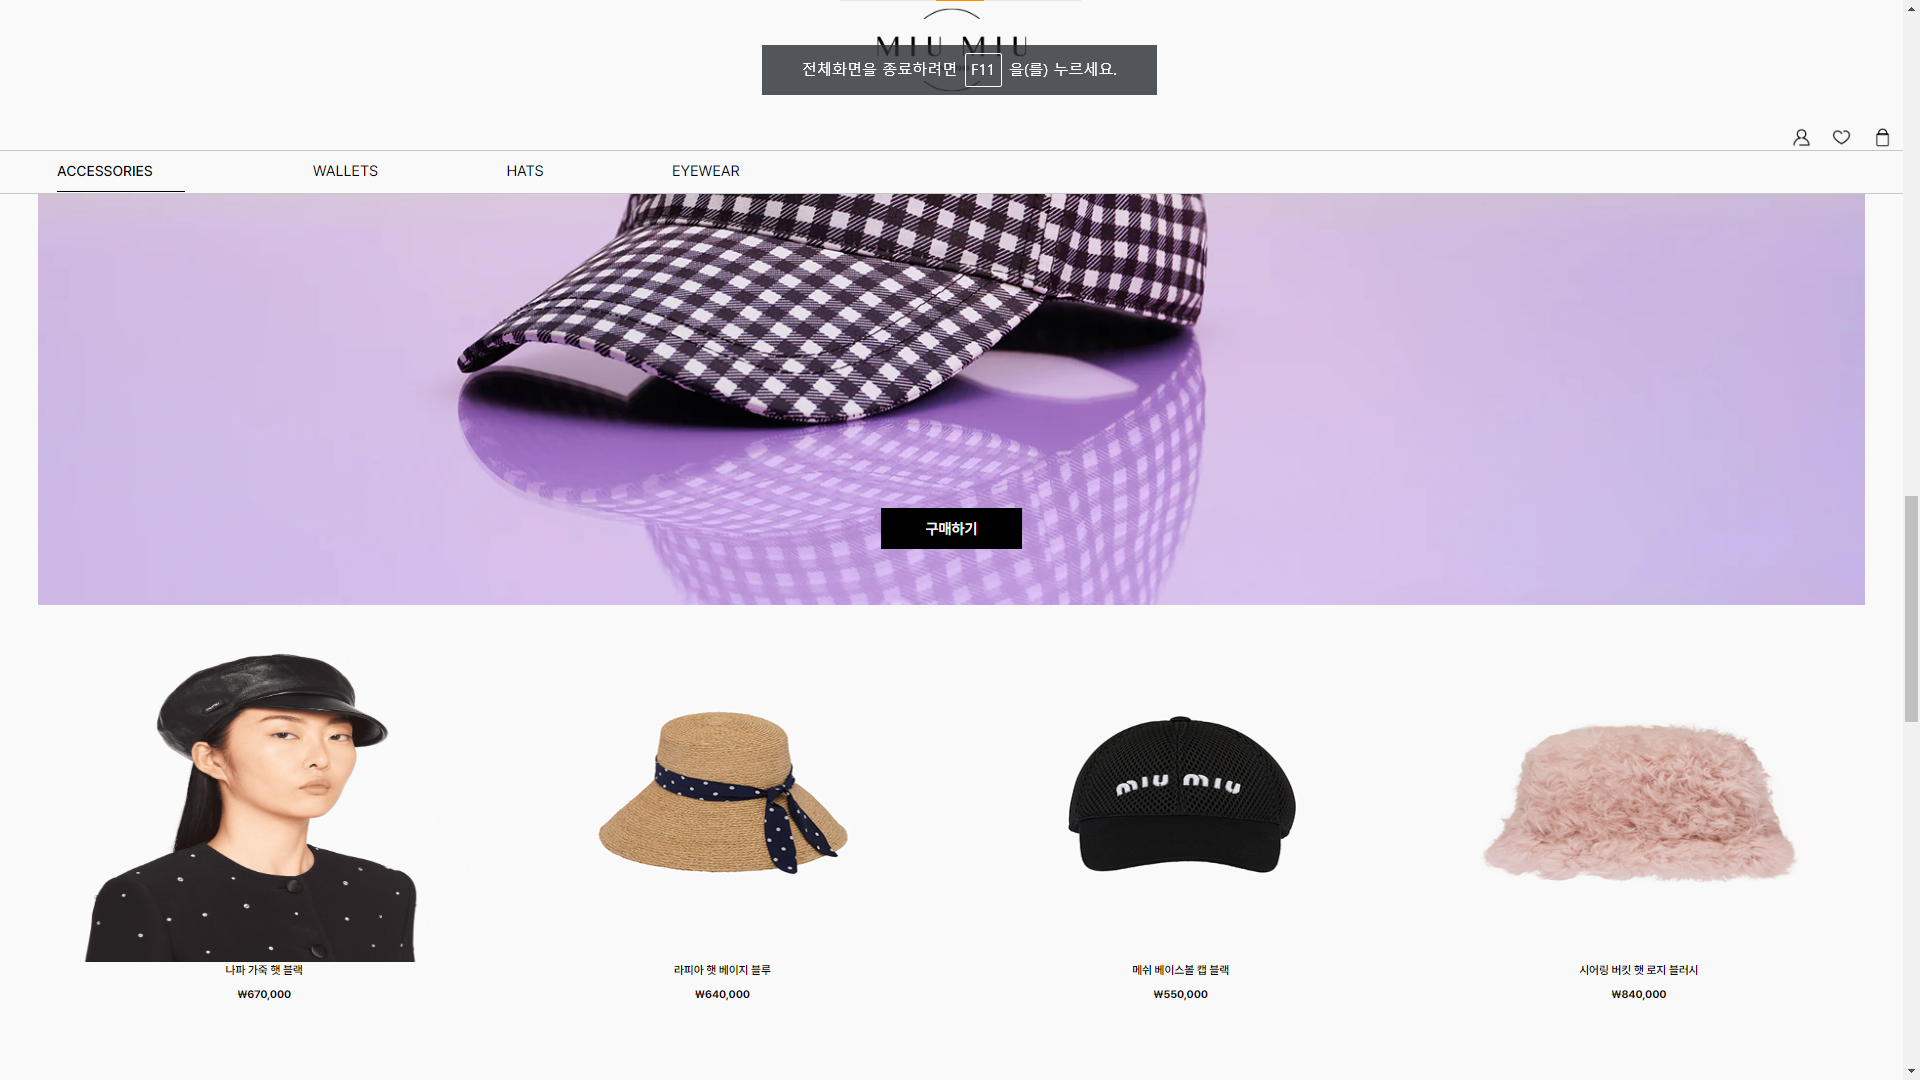 MIU MIU
전체화면을 종료하려면 F11 을(를) 누르세요.
ACCESSORIES WALLETS HATS EYEWEAR
구매하기
miu miu
나파 가죽 햇 블랙 라피아 햇 베이지 블루 메쉬 베이스볼 캡 블랙 시어링 버킷 햇 로지 블러시
₩670,000 ₩640,000 ₩550,000 ₩840,000